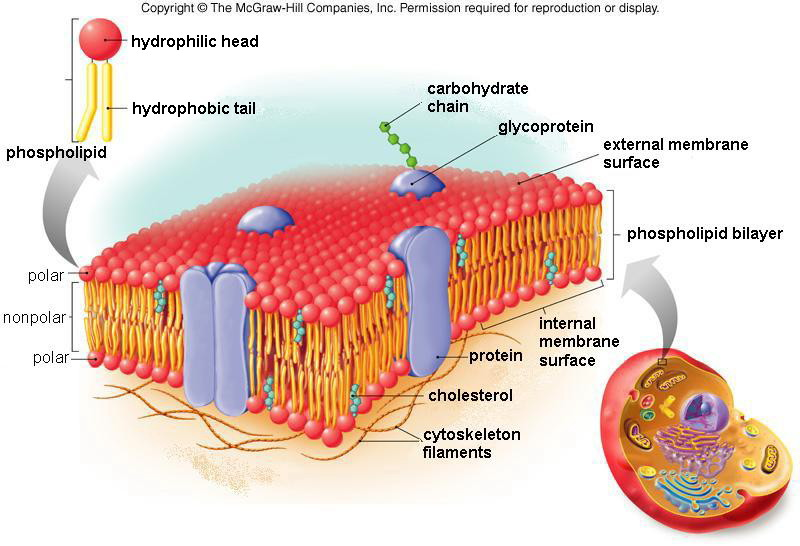 Copyright © The McGraw-Hill Companies, Inc. Permission required for reproduction or display.
hydrophilic head
hydrophobic tail
phospholipid
carbohydrate
chain
glycoprotein
external membrane
surface
phospholipid bilayer
polar
nonpolar
polar
internal
membrane
surface
protein
cholesterol
cytoskeleton
filaments